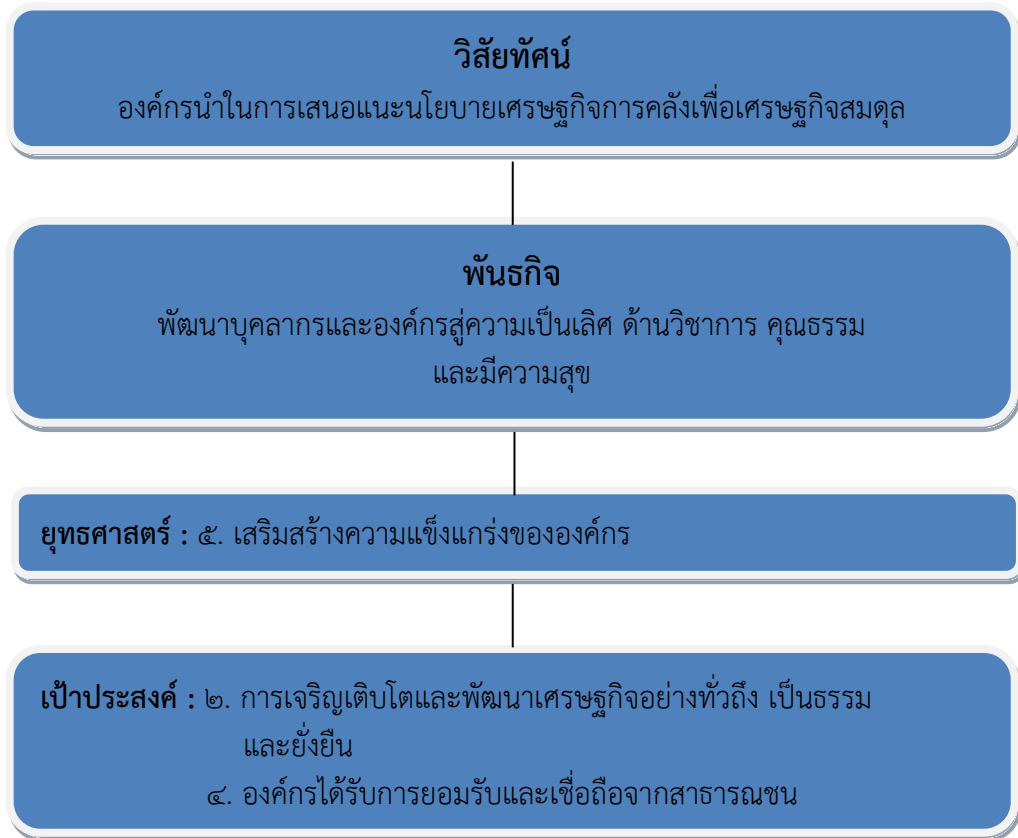 วิสัยทัศน์
องค์กรนำในการเสนอแนะนโยบายเศรษฐกิจการคลังเพื่อเศรษฐกิจสมดุล
พันธกิจ
พัฒนาบุคลากรและองค์กรสู่ความเป็นเลิศ ด้านวิชาการ คุณธรรม
และมีความสุข
ยุทธศาสตร์ : ๕. เสริมสร้างความแข็งแกร่งขององค์กร
เป้าประสงค์ : ๒. การเจริญเติบโตและพัฒนาเศรษฐกิจอย่างทั่วถึง เป็นธรรม
และยั่งยืน
๔. องค์กรได้รับการยอมรับและเชื่อถือจากสาธารณชน